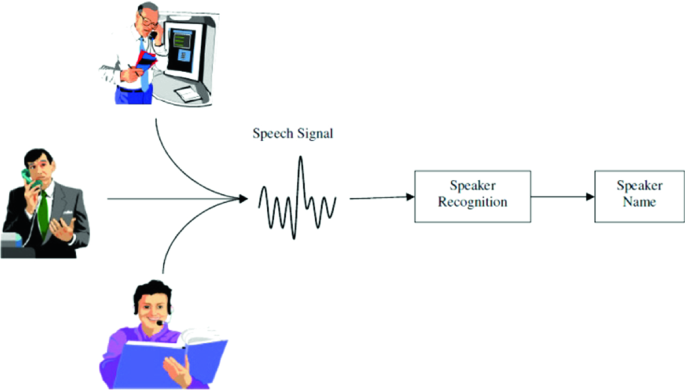 Speech Signal
Speaker
Recognition
Speaker
Name